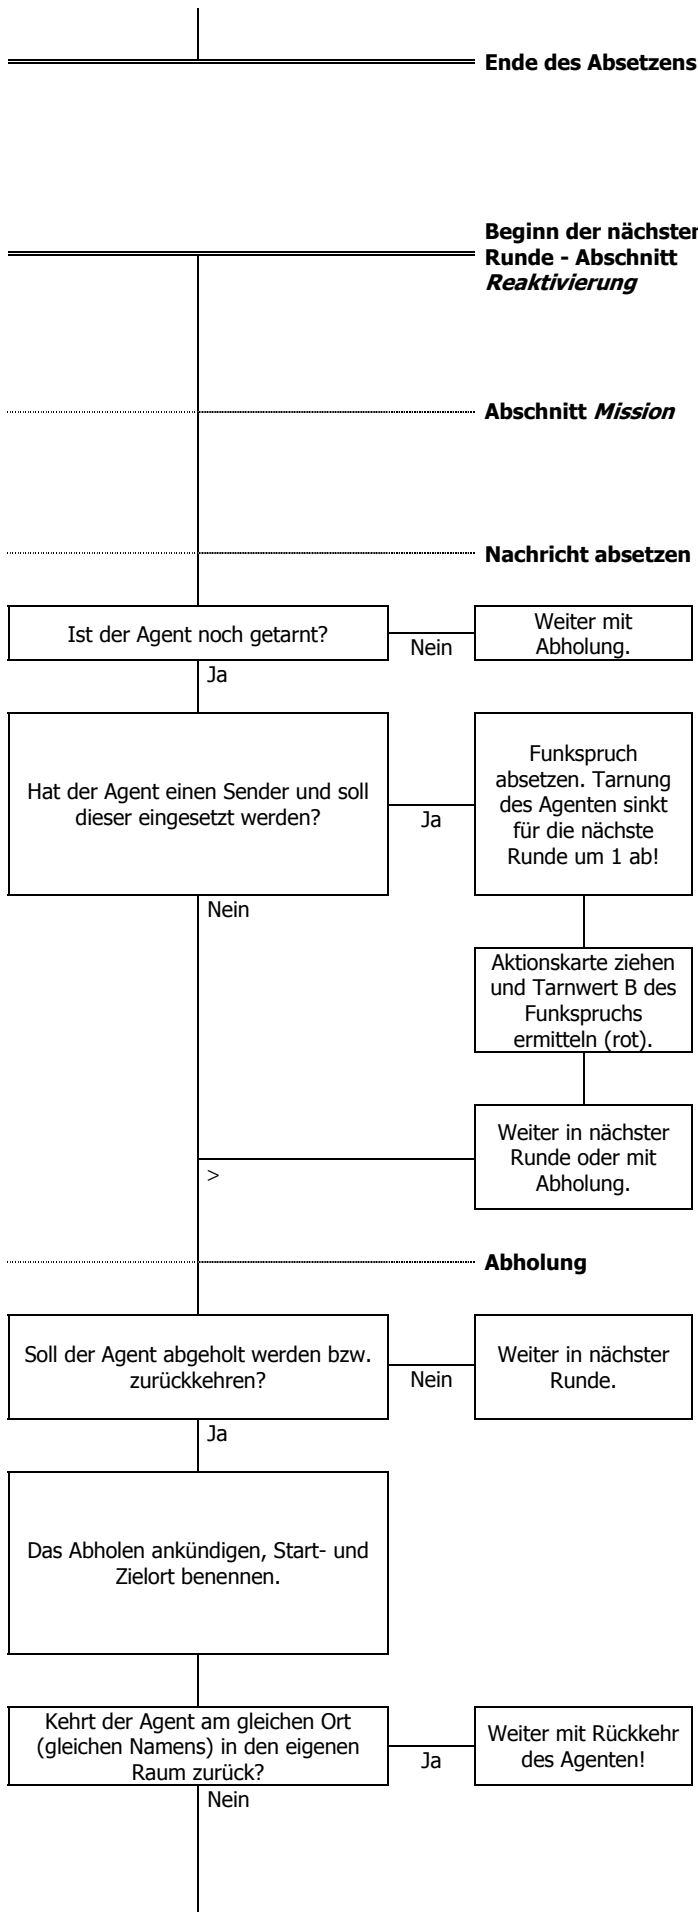 Ende des Absetzens
Beginn der nächsten
Runde - Abschnitt
Reaktivierung
Abschnitt Mission
Nachricht absetzen
Ist der Agent noch getarnt?
Nein
Weiter mit
Abholung.
Ja
Hat der Agent einen Sender und soll
dieser eingesetzt werden?
Ja
Funkspruch
absetzen. Tarnung
des Agenten sinkt
für die nächste
Runde um 1 ab!
Nein
Aktionskarte ziehen
und Tarnwert B des
Funkspruchs
ermitteln (rot).
Weiter in nächster
Runde oder mit
Abholung.
>
Abholung
Soll der Agent abgeholt werden bzw.
zurückkehren?
Nein
Weiter in nächster
Runde.
Ja
Das Abholen ankündigen, Start- und
Zielort benennen.
Kehrt der Agent am gleichen Ort
(gleichen Namens) in den eigenen
Raum zurück?
Ja
Weiter mit Rückkehr
des Agenten!
Nein